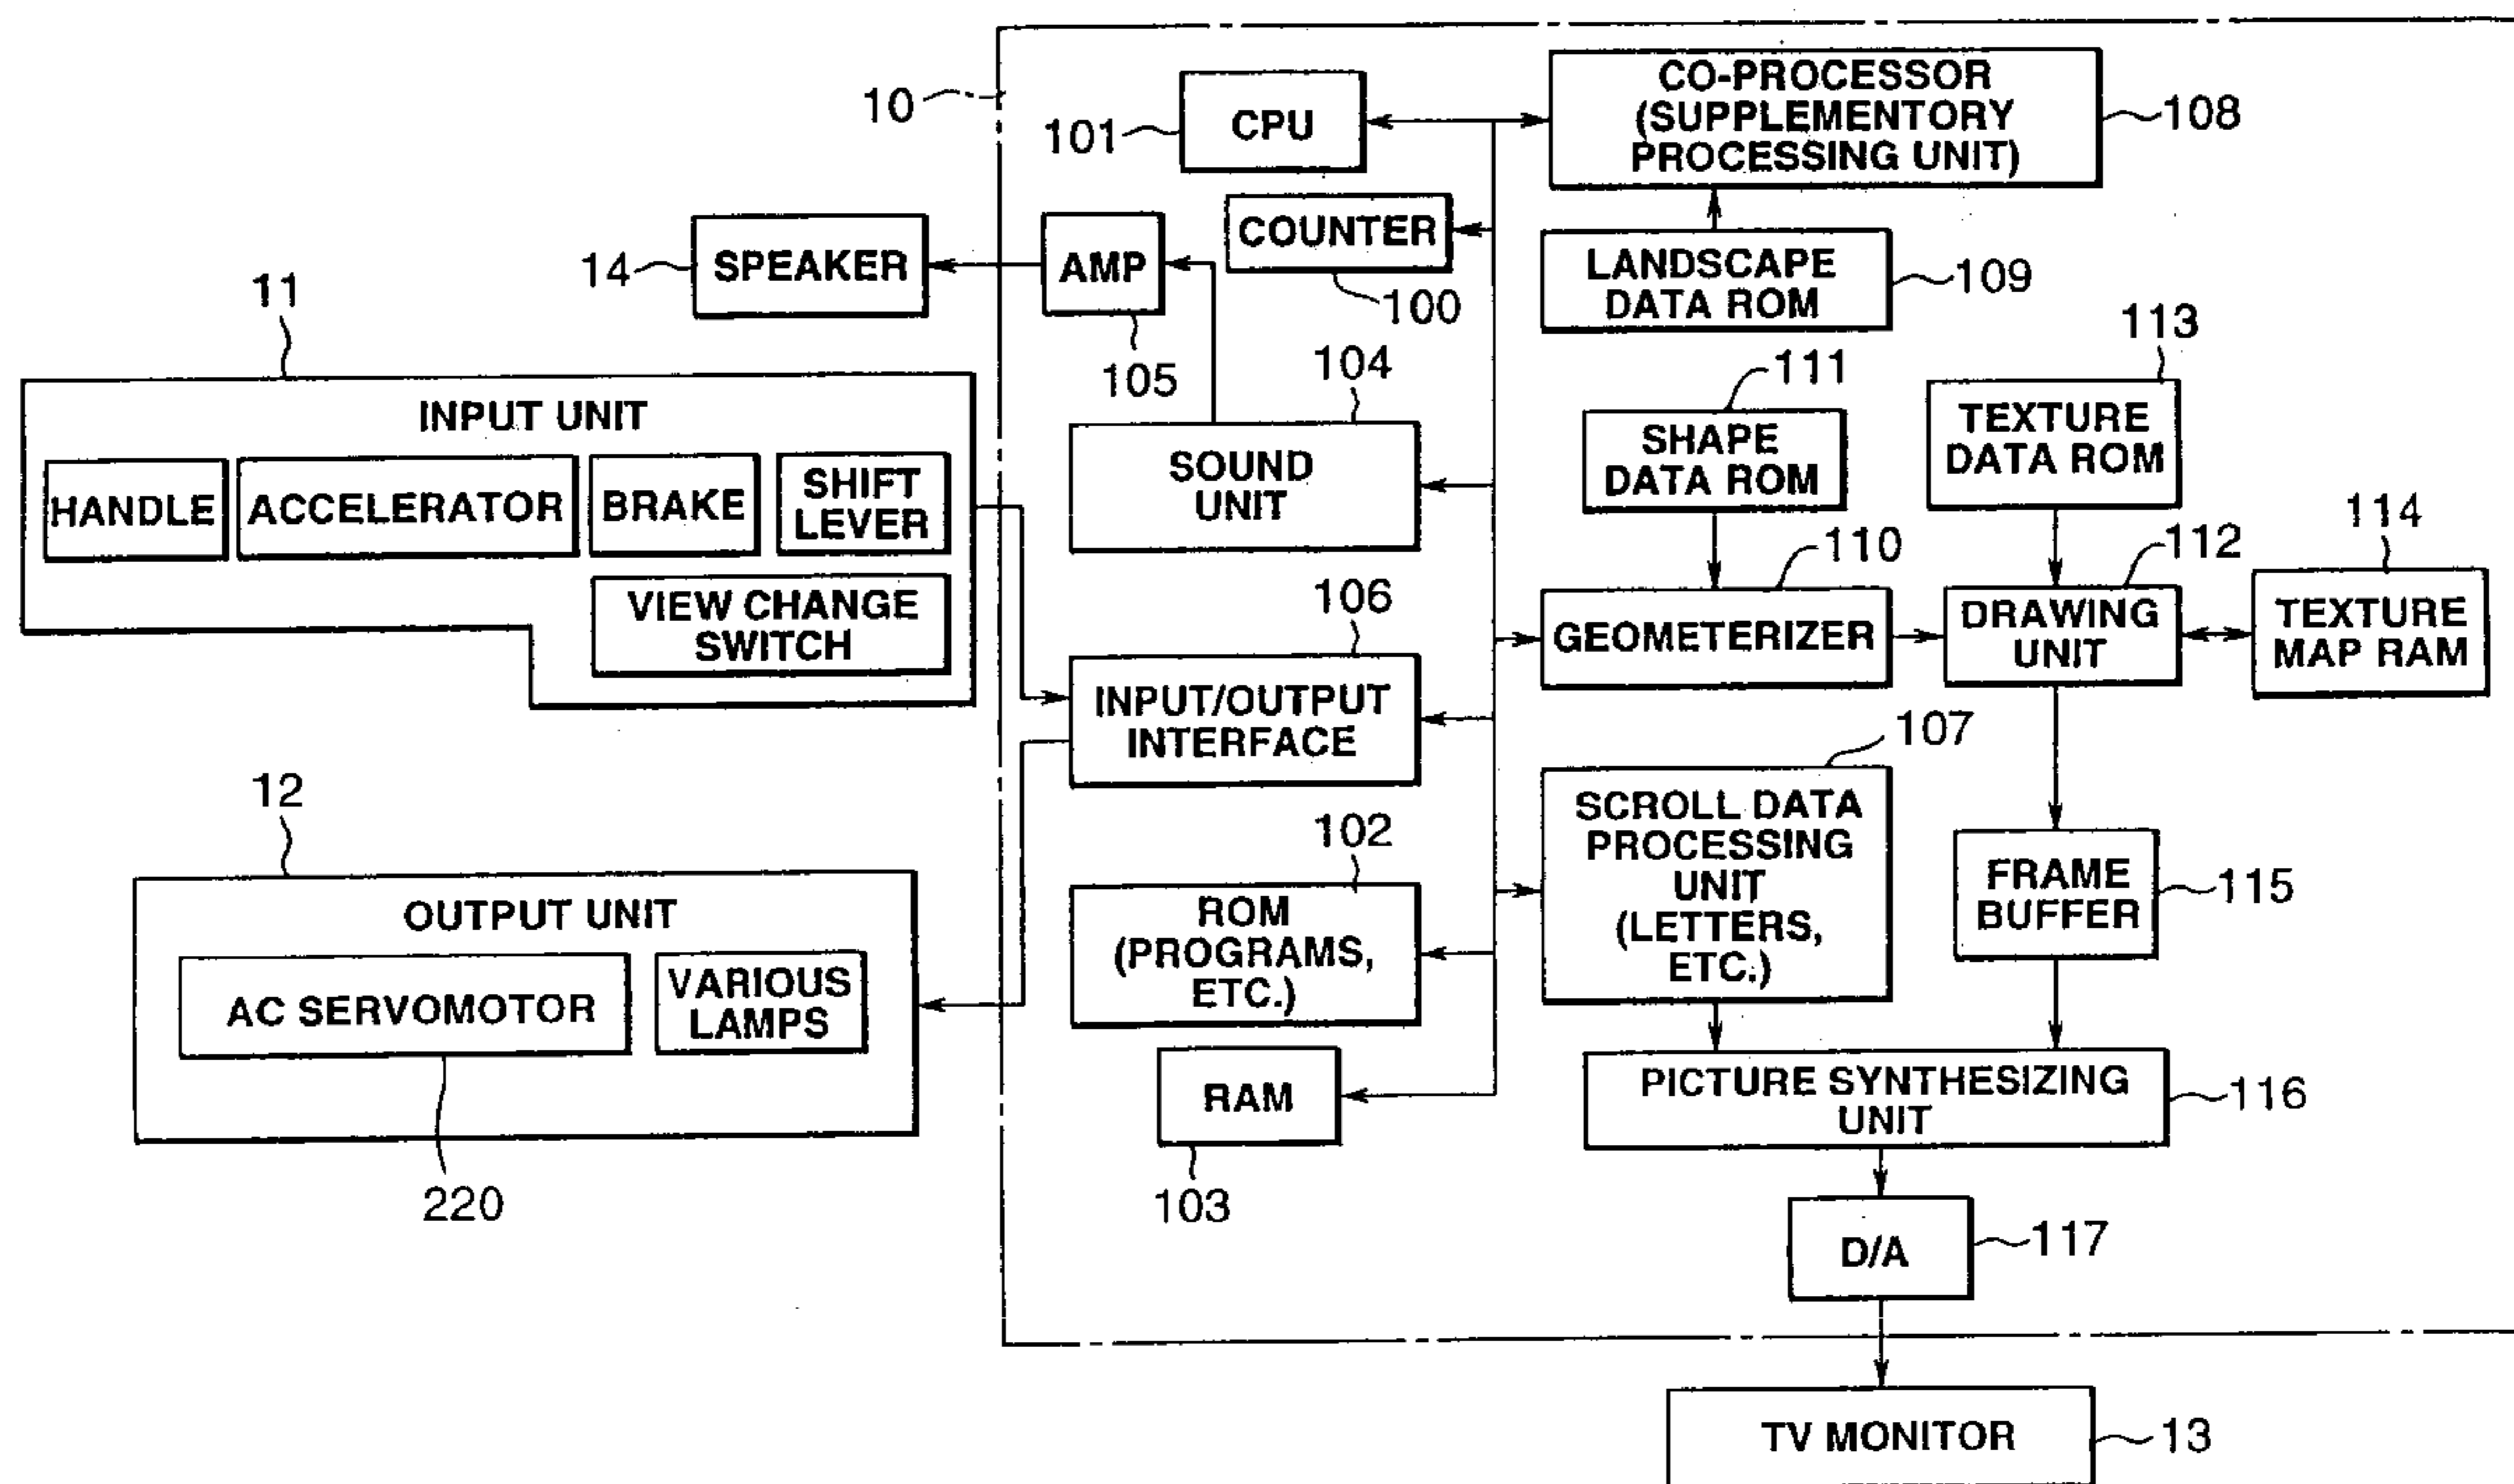 10
CPU
101
CO-PROCESSOR
(SUPPLEMENTORY
PROCESSING UNIT)
108
COUNTER
100
LANDSCAPE
DATA ROM
109
14
SPEAKER
AMP
105
11
INPUT UNIT
HANDLE
ACCELERATOR
BRAKE
SHIFT
LEVER
VIEW CHANGE
SWITCH
104
SOUND
UNIT
111
SHAPE
DATA ROM
113
TEXTURE
DATA ROM
106
INPUT/OUTPUT
INTERFACE
110
GEOMETERIZER
112
DRAWING
UNIT
114
TEXTURE
MAP RAM
107
SCROLL DATA
PROCESSING
UNIT
(LETTERS,
ETC.)
FRAME
BUFFER
115
12
OUTPUT UNIT
AC SERVOMOTOR
VARIOUS
LAMPS
220
102
ROM
(PROGRAMS,
ETC.)
RAM
103
PICTURE SYNTHESIZING
UNIT
116
D/A
117
TV MONITOR
13